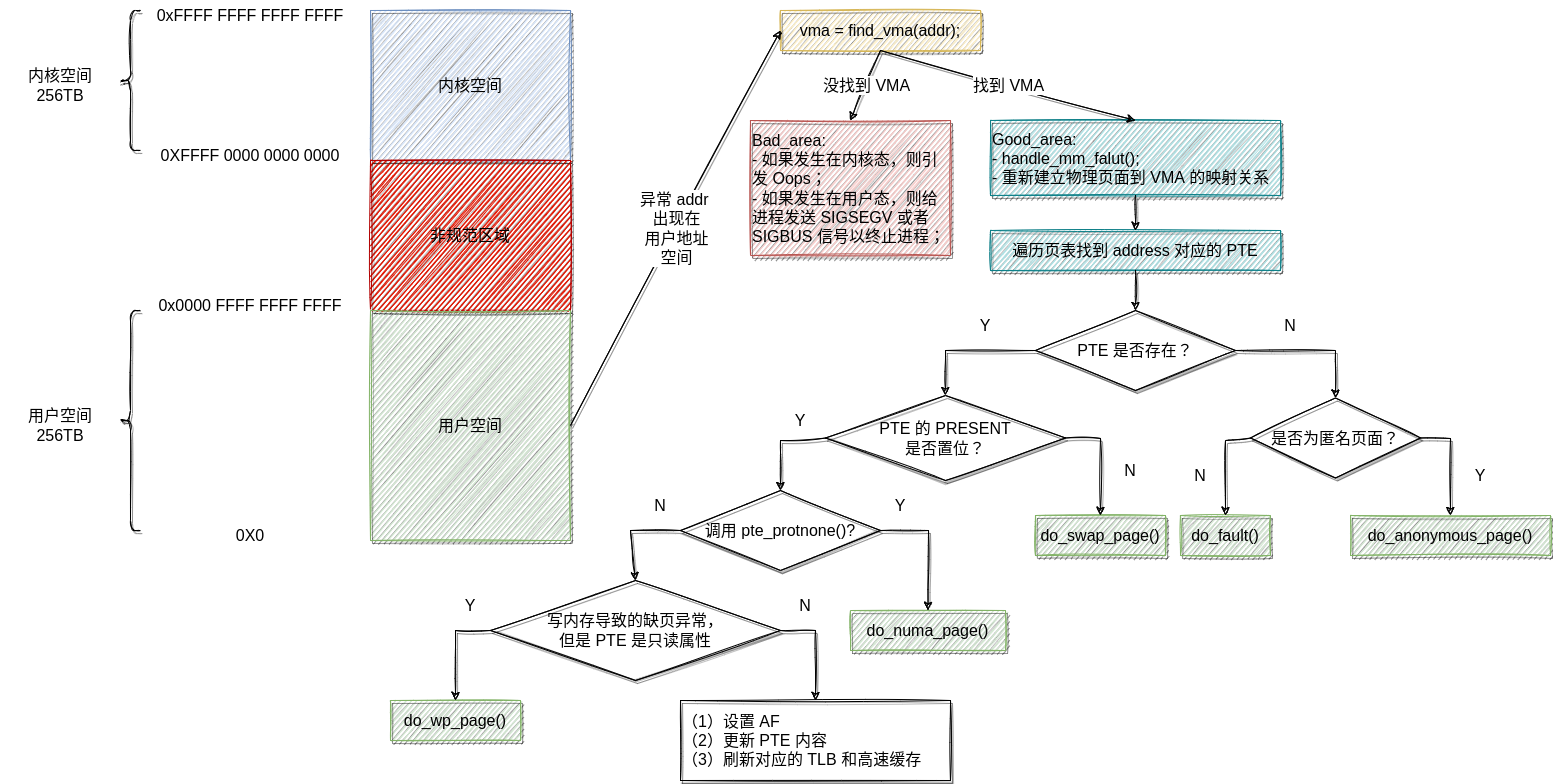 0xFFFF FFFF FFFF FFFF
内核空间
256TB
0XFFFF 0000 0000 0000
0x0000 FFFF FFFF FFFF
用户空间
256TB
0X0
内核空间
非规范区域
用户空间
异常 addr
出现在
用户地址
空间
vma = find_vma(addr);
没找到 VMA
找到 VMA
Bad_area:
- 如果发生在内核态，则引
发 Oops；
- 如果发生在用户态，则给
进程发送 SIGSEGV 或者
SIGBUS 信号以终止进程；
Good_area:
- handle_mm_falut();
- 重新建立物理页面到 VMA 的映射关系
遍历页表找到 address 对应的 PTE
PTE 是否存在？
Y
N
PTE 的 PRESENT
是否置位？
是否为匿名页面？
Y
N
N
Y
do_swap_page()
do_fault()
do_anonymous_page()
调用 pte_protnone()?
N
Y
do_numa_page()
写内存导致的缺页异常，
但是 PTE 是只读属性
Y
N
do_wp_page()
（1）设置 AF
（2）更新 PTE 内容
（3）刷新对应的 TLB 和高速缓存